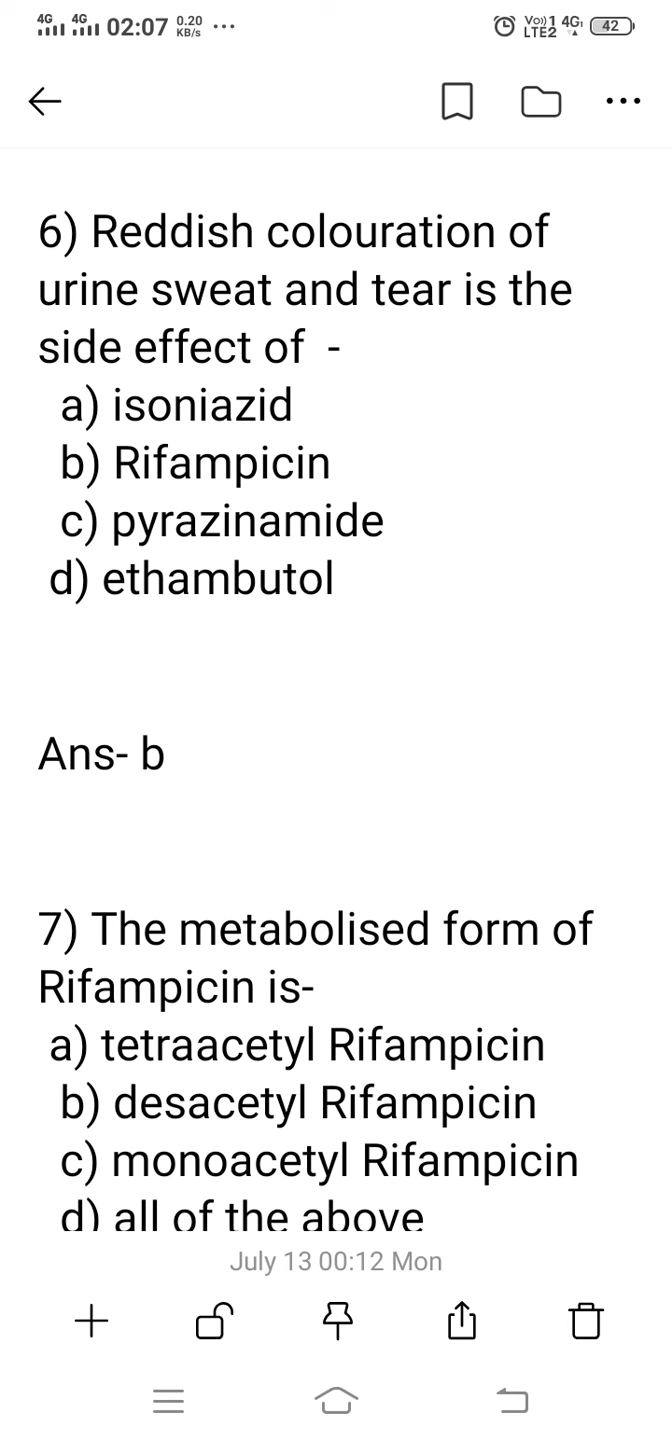 4G 4G 02:07 0.20 KB/s ... Vo))1 4G LTE2 42
6) Reddish colouration of
urine sweat and tear is the
side effect of -
a) isoniazid
b) Rifampicin
c) pyrazinamide
d) ethambutol
Ans- b
7) The metabolised form of
Rifampicin is-
a) tetraacetyl Rifampicin
b) desacetyl Rifampicin
c) monoacetyl Rifampicin
d) all of the above
July 13 00:12 Mon